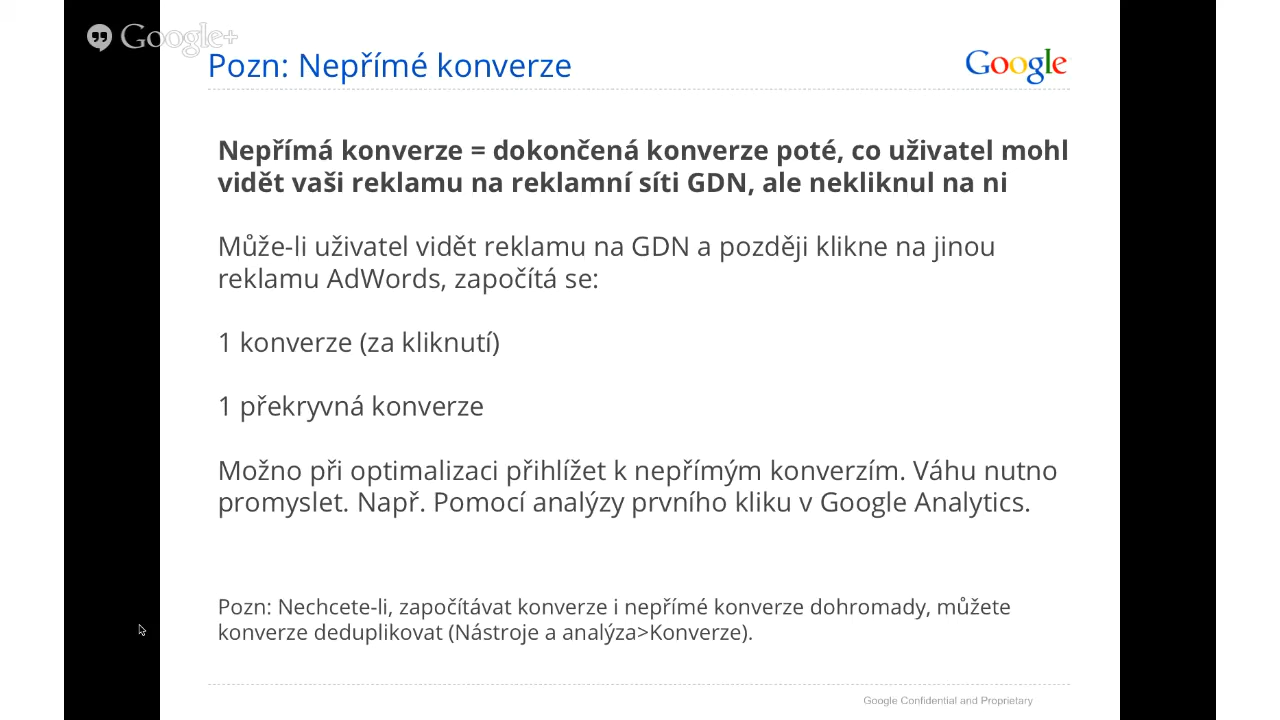 Google+
Pozn: Nepřímé konverze
Google
Nepřímá konverze = dokončená konverze poté, co uživatel mohl
vidět vaši reklamu na reklamní síti GDN, ale nekliknul na ni
Může-li uživatel vidět reklamu na GDN a později klikne na jinou
reklamu AdWords, započítá se:
1 konverze (za kliknutí)
1 překryvná konverze
Možno při optimalizaci přihlížet k nepřímým konverzím. Váhu nutno
promyslet. Např. Pomocí analýzy prvního kliku v Google Analytics.
Pozn: Nechcete-li, započítávat konverze i nepřímé konverze dohromady, můžete
konverze deduplikovat (Nástroje a analýza>Konverze).
Google Confidential and Proprietary